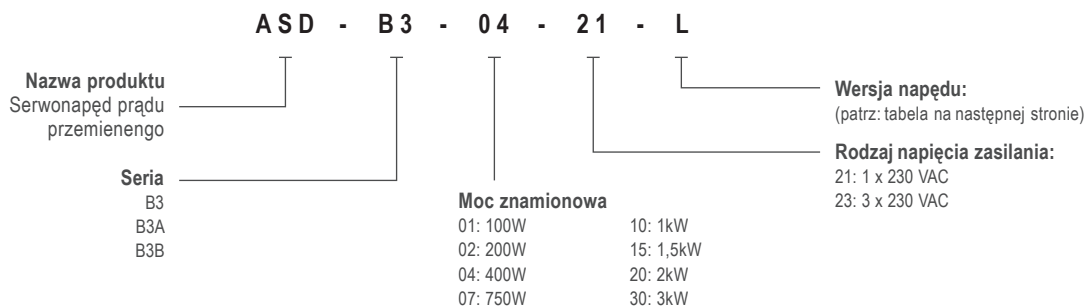 ASD - B3 - 04 - 21 - L
Nazwa produktu
Serwonapęd prądu
przemienengo
Seria
B3
B3A
B3B
Moc znamionowa
01: 100W
02: 200W
04: 400W
07: 750W
10: 1kW
15: 1,5kW
20: 2kW
30: 3kW
Wersja napędu:
(patrz: tabela na następnej stronie)
Rodzaj napięcia zasilania:
21: 1 x 230 VAC
23: 3 x 230 VAC